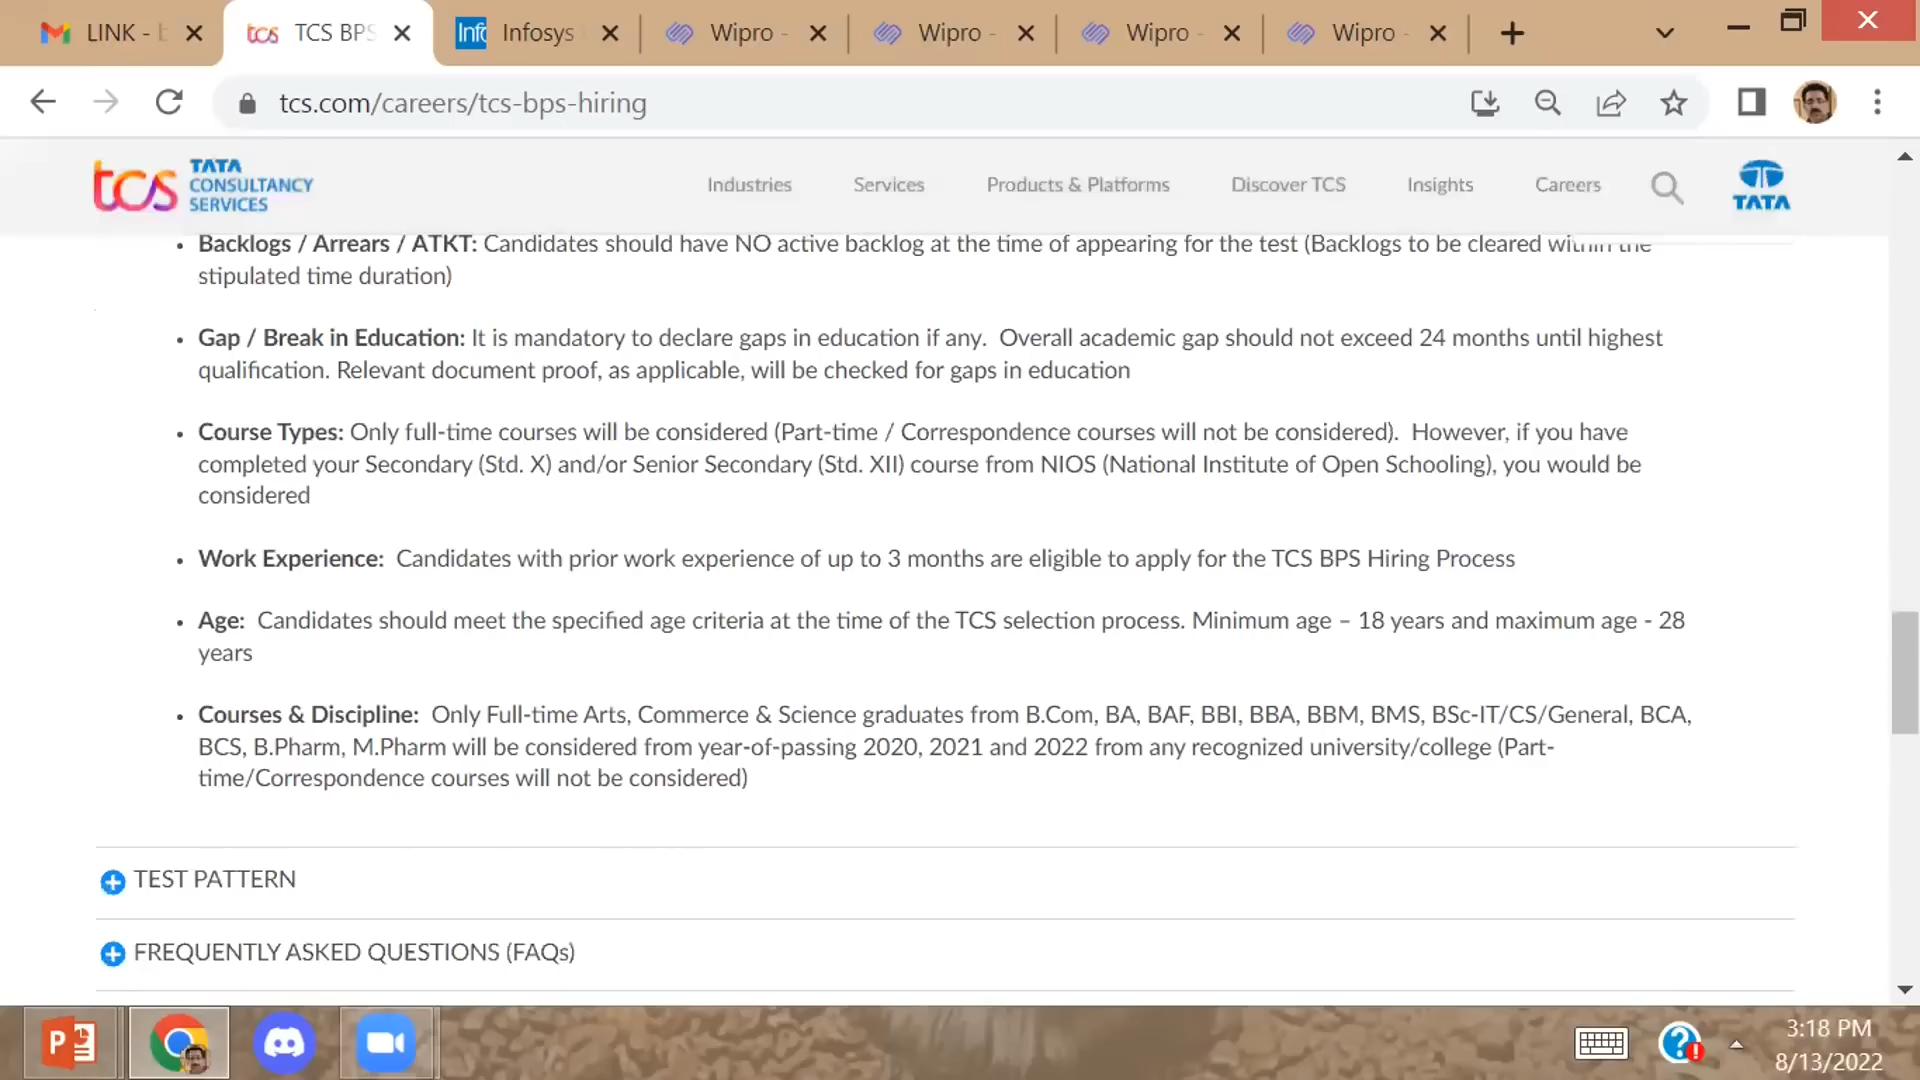 LINK -
TCS BPS
Infosys
Wipro -
Wipro -
Wipro -
Wipro -
tcs.com/careers/tcs-bps-hiring
tcs TATA CONSULTANCY SERVICES
Industries
Services
Products & Platforms
Discover TCS
Insights
Careers
TATA
• Backlogs / Arrears / ATKT: Candidates should have NO active backlog at the time of appearing for the test (Backlogs to be cleared within the
stipulated time duration)
• Gap / Break in Education: It is mandatory to declare gaps in education if any. Overall academic gap should not exceed 24 months until highest
qualification. Relevant document proof, as applicable, will be checked for gaps in education
• Course Types: Only full-time courses will be considered (Part-time / Correspondence courses will not be considered). However, if you have
completed your Secondary (Std. X) and/or Senior Secondary (Std. XII) course from NIOS (National Institute of Open Schooling), you would be
considered
• Work Experience: Candidates with prior work experience of up to 3 months are eligible to apply for the TCS BPS Hiring Process
• Age: Candidates should meet the specified age criteria at the time of the TCS selection process. Minimum age – 18 years and maximum age - 28
years
• Courses & Discipline: Only Full-time Arts, Commerce & Science graduates from B.Com, BA, BAF, BBI, BBA, BBM, BMS, BSc-IT/CS/General, BCA,
BCS, B.Pharm, M.Pharm will be considered from year-of-passing 2020, 2021 and 2022 from any recognized university/college (Part-
time/Correspondence courses will not be considered)
TEST PATTERN
FREQUENTLY ASKED QUESTIONS (FAQs)
3:18 PM
8/13/2022